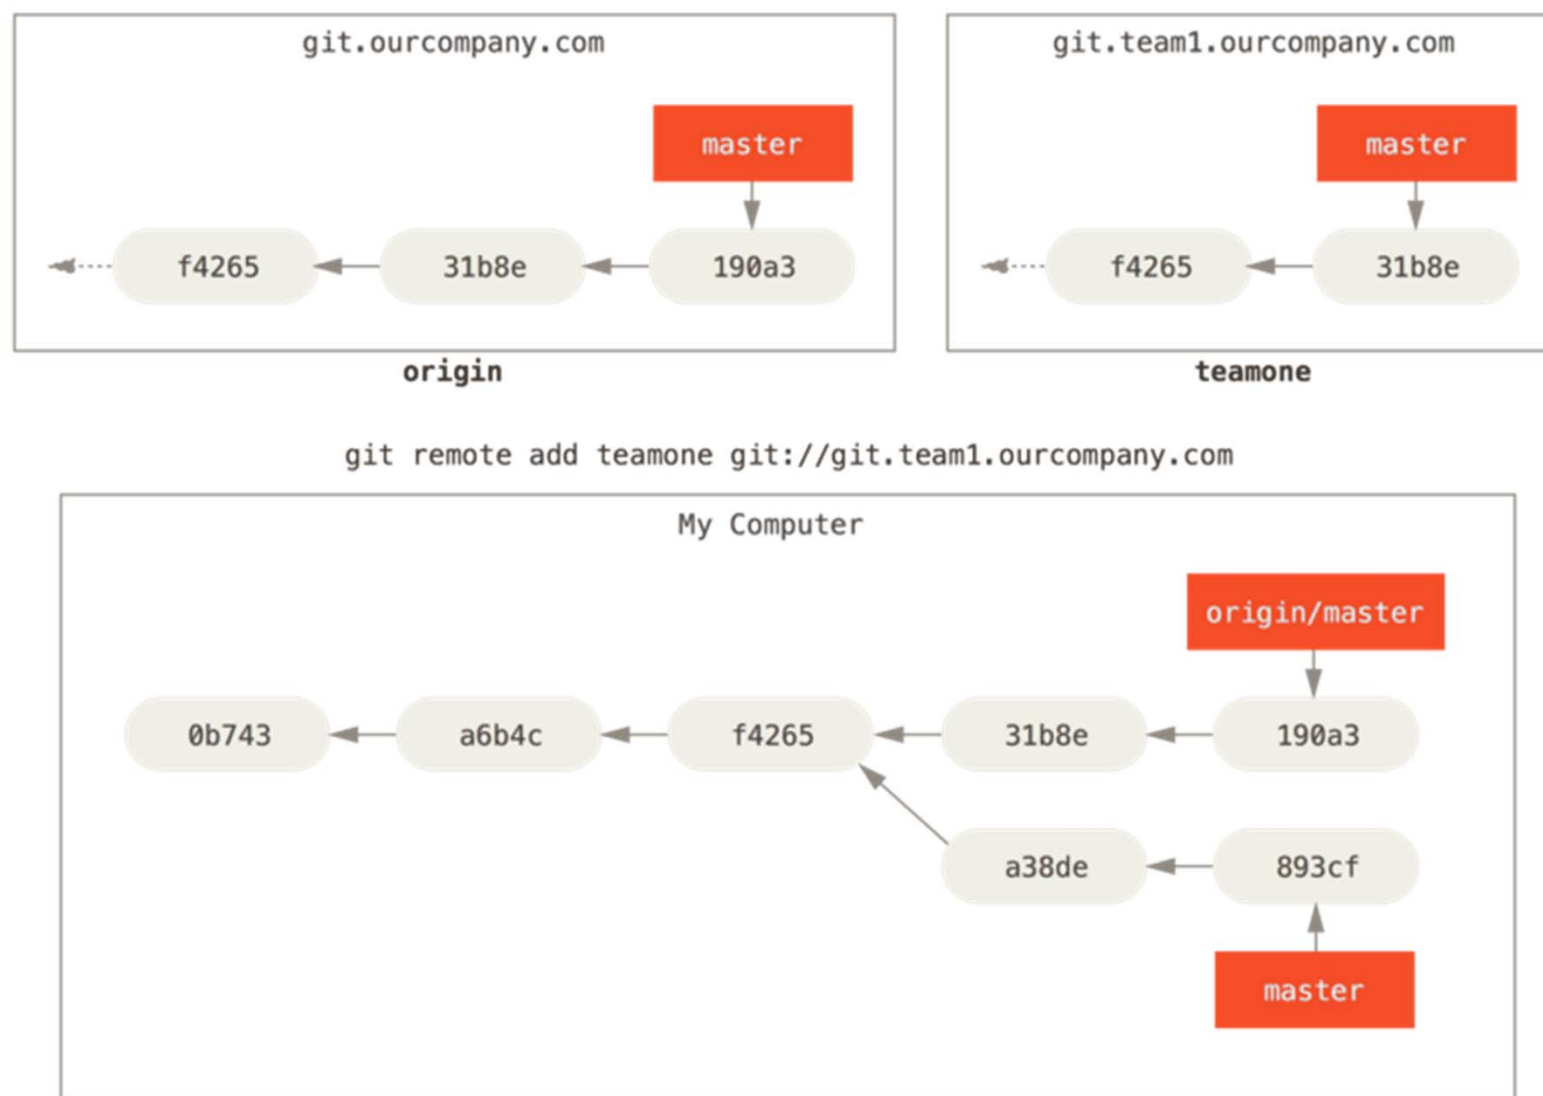 git.ourcompany.com
master
f4265
31b8e
190a3
origin
git.team1.ourcompany.com
master
f4265
31b8e
teamone
git remote add teamone git://git.team1.ourcompany.com
My Computer
origin/master
0b743
a6b4c
f4265
31b8e
190a3
a38de
893cf
master